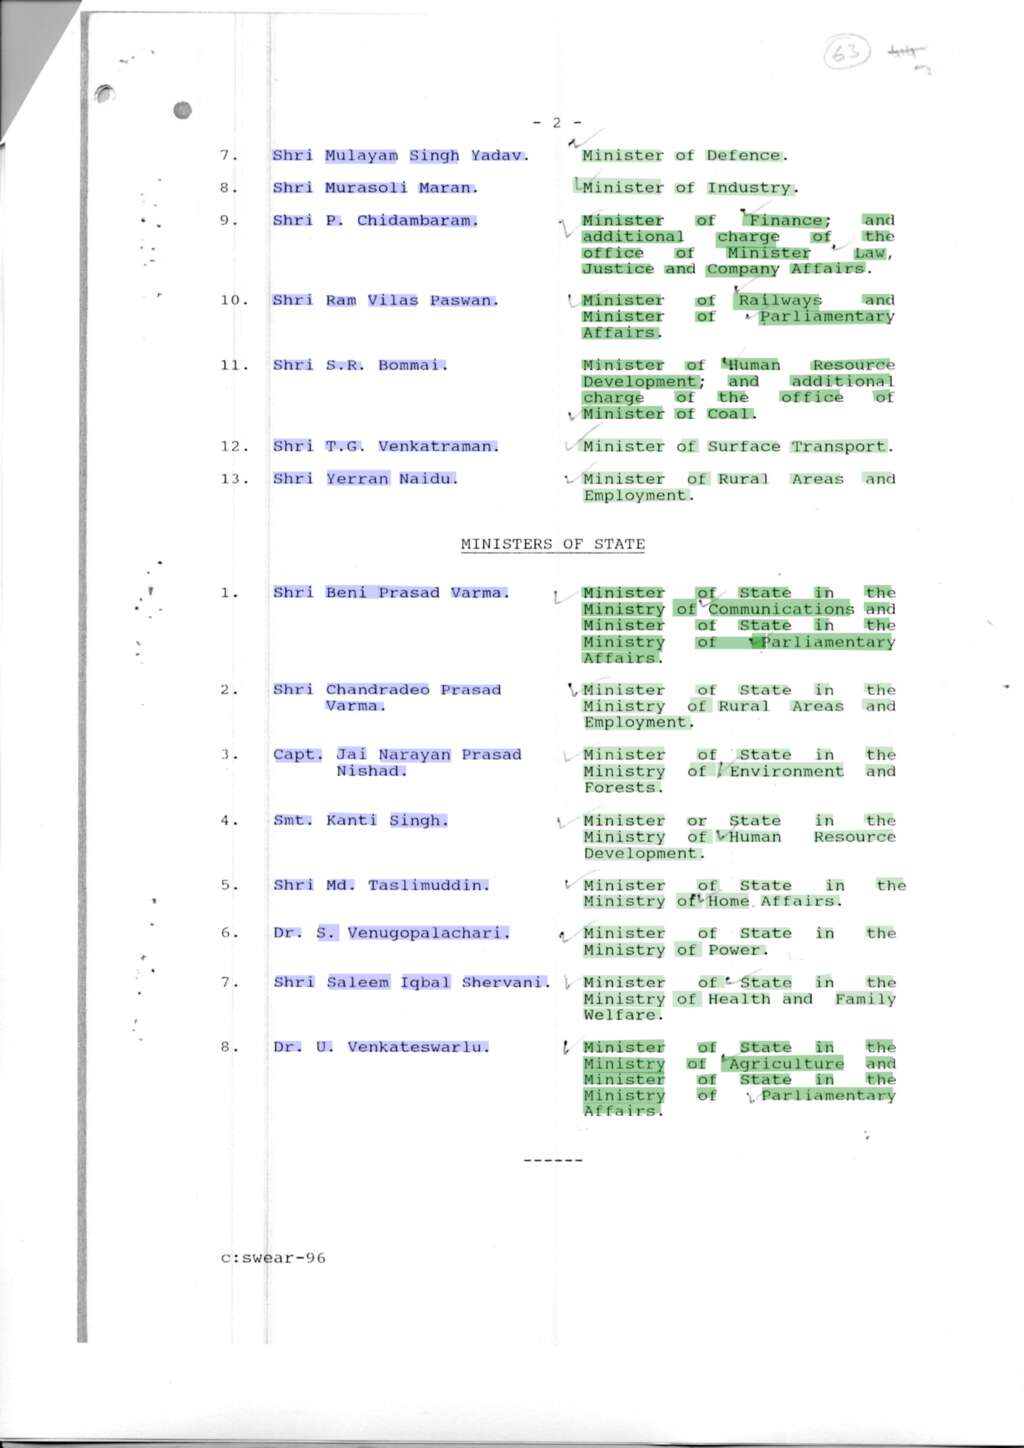 63
- 2 -
7. Shri Mulayam Singh Yadav. Minister of Defence.
8. Shri Murasoli Maran. Minister of Industry.
9. Shri P. Chidambaram. Minister of Finance; and
additional charge of the
office of Minister Law,
Justice and Company Affairs.
10. Shri Ram Vilas Paswan. Minister of Railways and
Minister of Parliamentary
Affairs.
11. Shri S.R. Bommai. Minister of Human Resource
Development; and additional
charge of the office of
Minister of Coal.
12. Shri T.G. Venkatraman. Minister of Surface Transport.
13. Shri Yerran Naidu. Minister of Rural Areas and
Employment.
MINISTERS OF STATE
1. Shri Beni Prasad Varma. Minister of State in the
Ministry of Communications and
Minister of State in the
Ministry of Parliamentary
Affairs.
2. Shri Chandradeo Prasad Minister of State in the
Varma. Ministry of Rural Areas and
Employment.
3. Capt. Jai Narayan Prasad Minister of State in the
Nishad. Ministry of Environment and
Forests.
4. Smt. Kanti Singh. Minister or State in the
Ministry of Human Resource
Development.
5. Shri Md. Taslimuddin. Minister of State in the
Ministry of Home Affairs.
6. Dr. S. Venugopalachari. Minister of State in the
Ministry of Power.
7. Shri Saleem Iqbal Shervani. Minister of State in the
Ministry of Health and Family
Welfare.
8. Dr. U. Venkateswarlu. Minister of State in the
Ministry of Agriculture and
Minister of State in the
Ministry of Parliamentary
Affairs.
------
c:swear-96